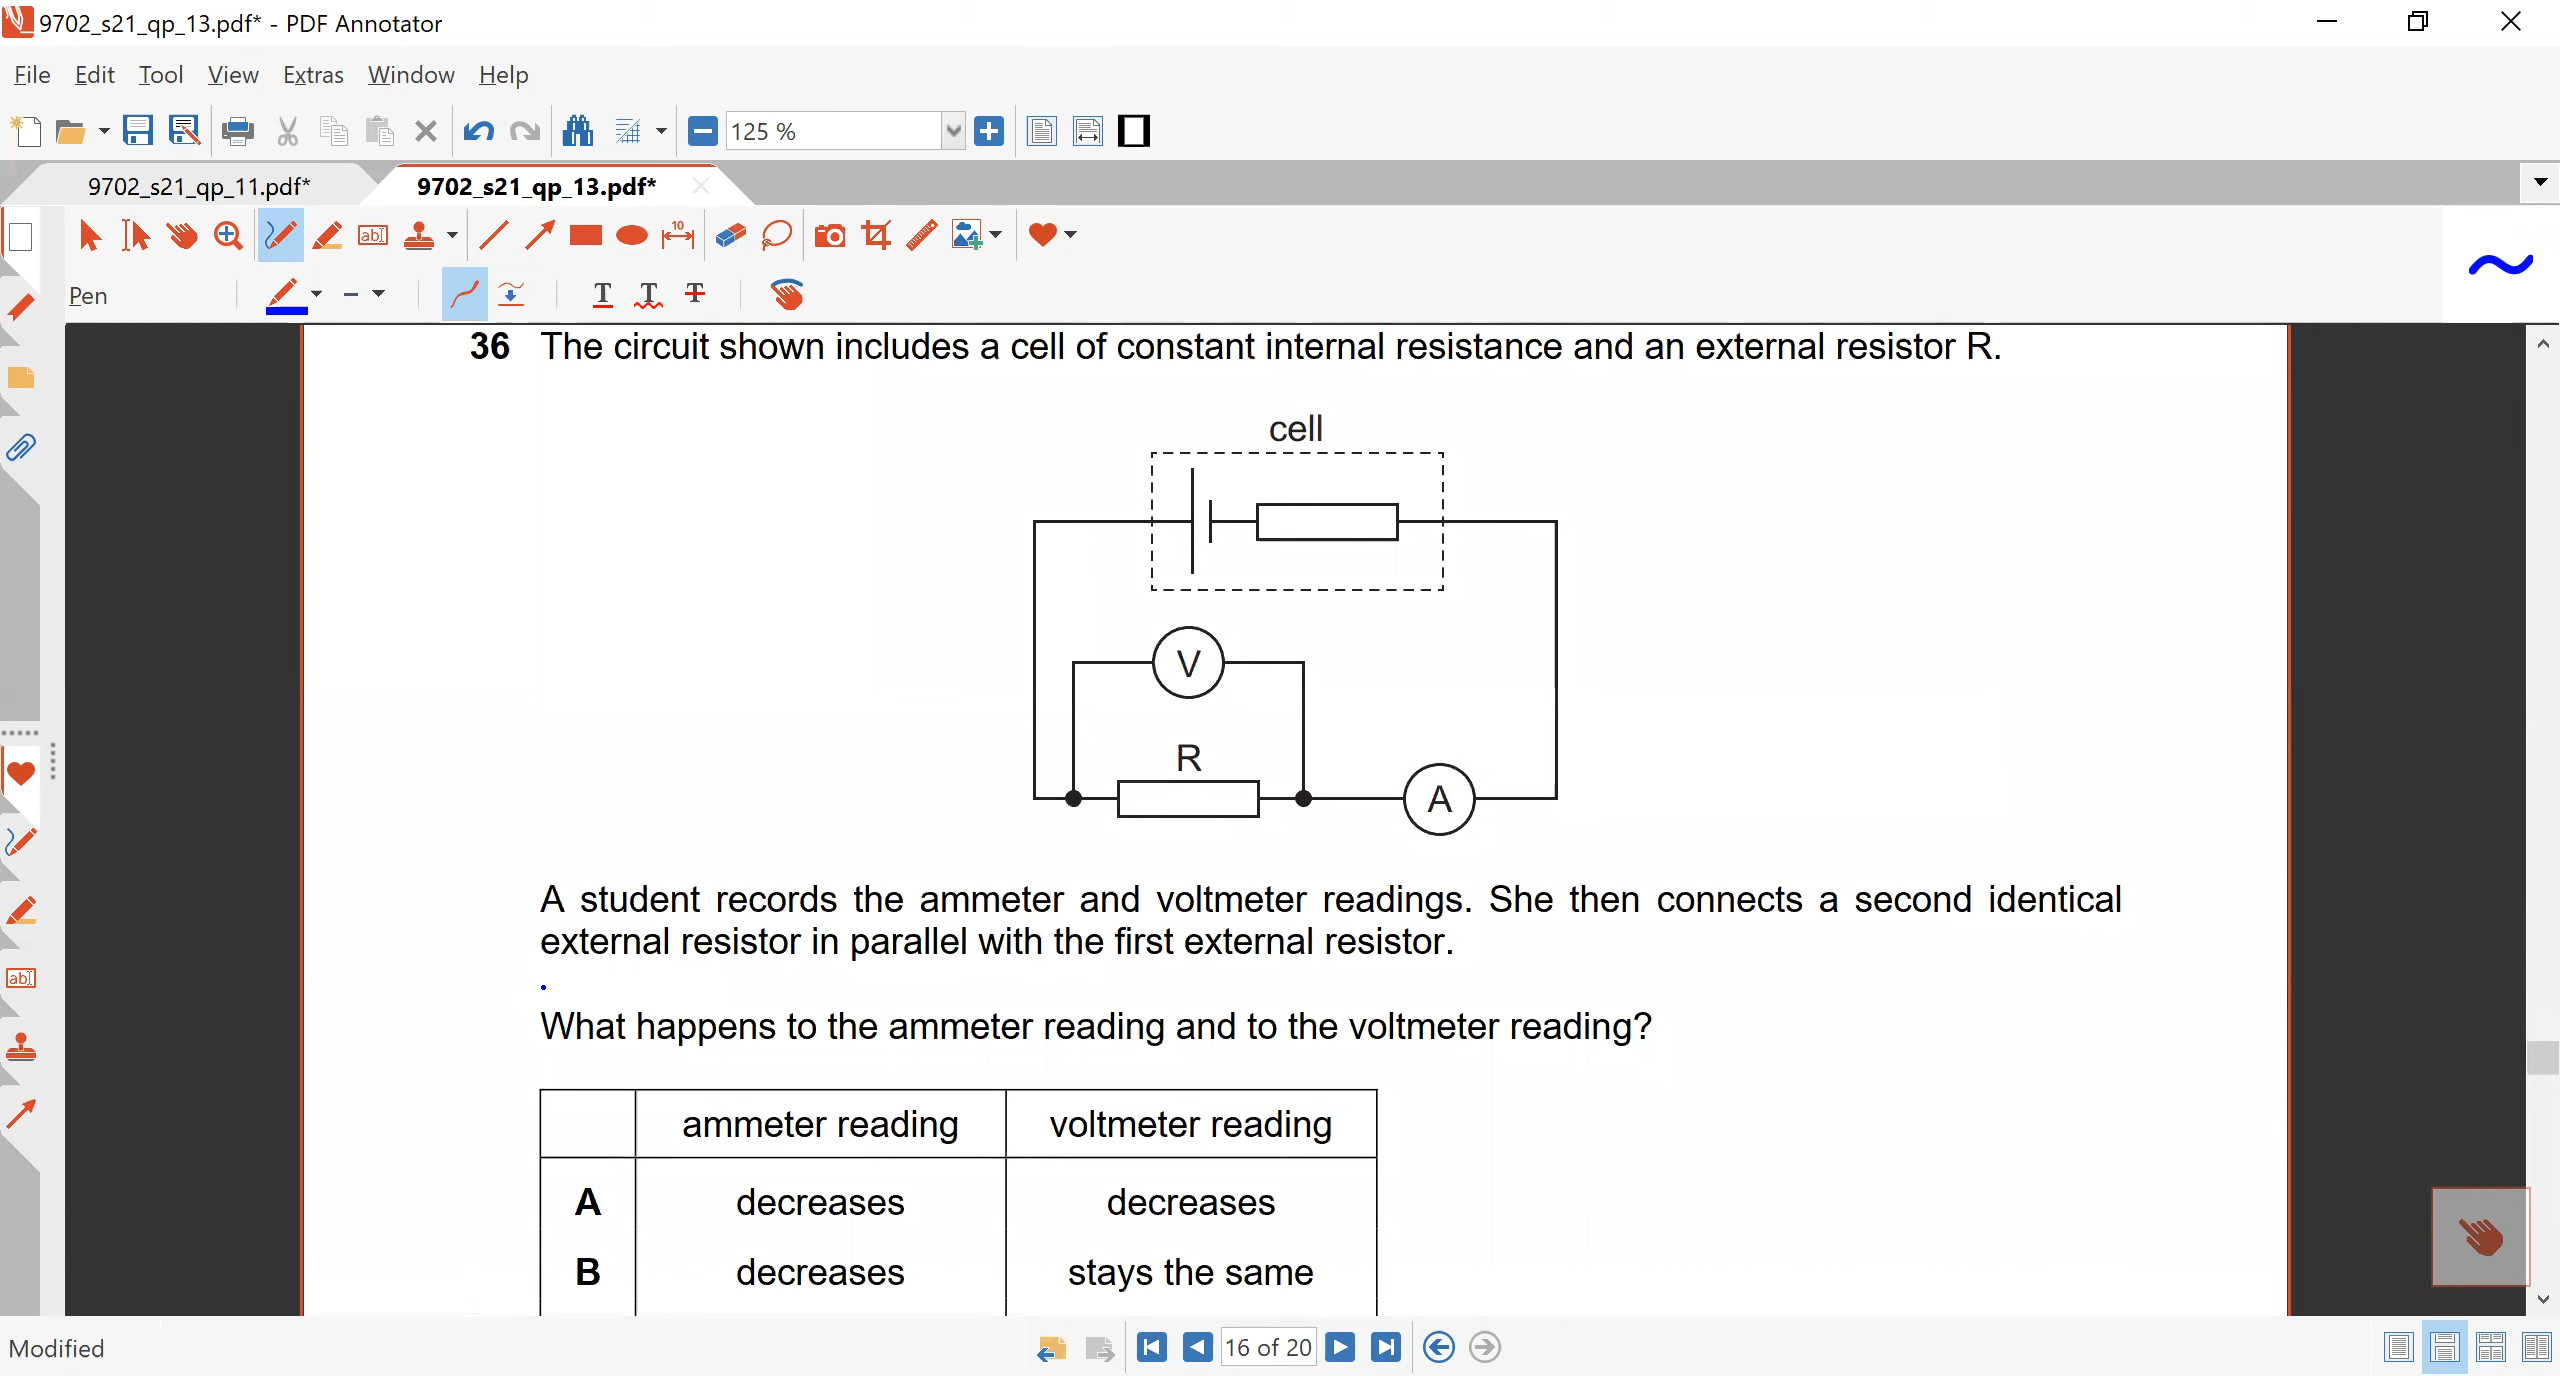 9702_s21_qp_13.pdf* - PDF Annotator
File Edit Tool View Extras Window Help
125 %
9702_s21_qp_11.pdf* 9702_s21_qp_13.pdf*
ab 10
Pen T T T
36 The circuit shown includes a cell of constant internal resistance and an external resistor R.
cell
V
R
A
A student records the ammeter and voltmeter readings. She then connects a second identical
external resistor in parallel with the first external resistor.
ab
What happens to the ammeter reading and to the voltmeter reading?
ammeter reading voltmeter reading
A decreases decreases
B decreases stays the same
Modified 16 of 20